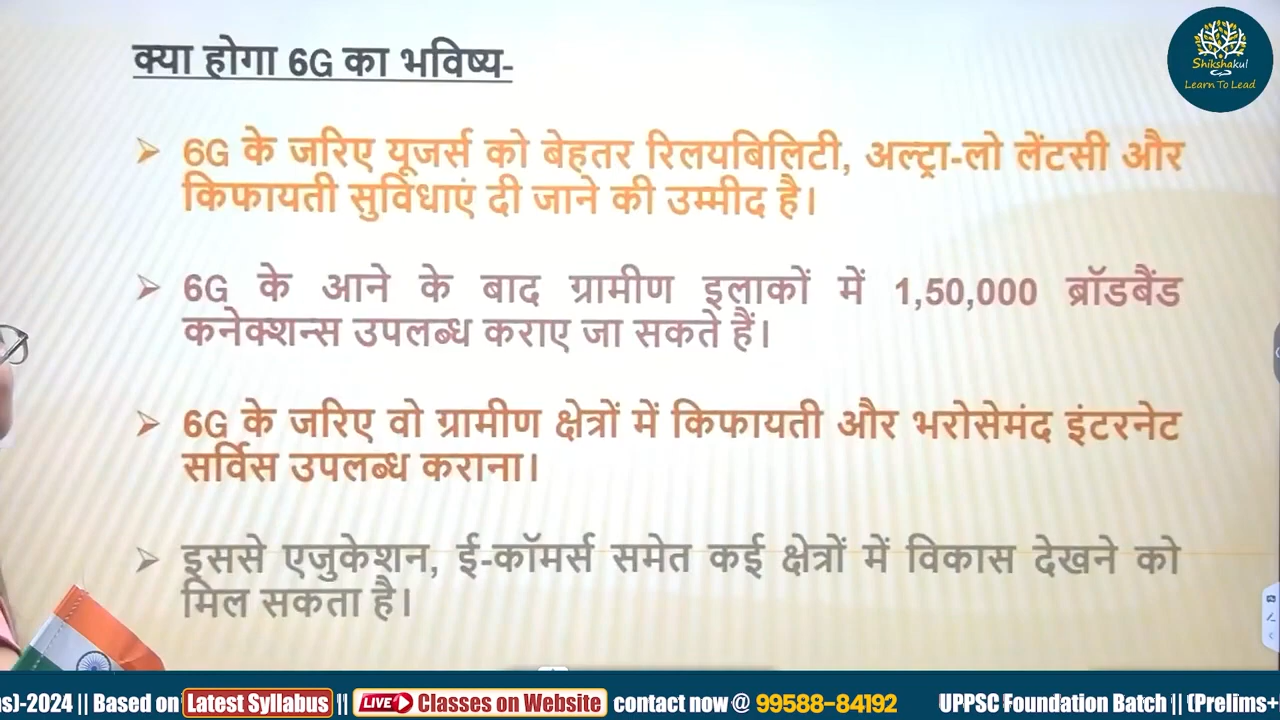 क्या होगा 6G का भविष्य-
Shikshakul
Learn To Lead
➢ 6G के जरिए यूजर्स को बेहतर रिलयबिलिटी, अल्ट्रा-लो लेंटसी और
किफायती सुविधाएं दी जाने की उम्मीद है।
➢ 6G के आने के बाद ग्रामीण इलाकों में 1,50,000 ब्रॉडबैंड
कनेक्शन्स उपलब्ध कराए जा सकते हैं।
➢ 6G के जरिए वो ग्रामीण क्षेत्रों में किफायती और भरोसेमंद इंटरनेट
सर्विस उपलब्ध कराना।
➢ इससे एजुकेशन, ई-कॉमर्स समेत कई क्षेत्रों में विकास देखने को
मिल सकता है।
ns)-2024 || Based on Latest Syllabus || LIVE Classes on Website contact now @ 99588-84192 UPPSC Foundation Batch || (Prelims+